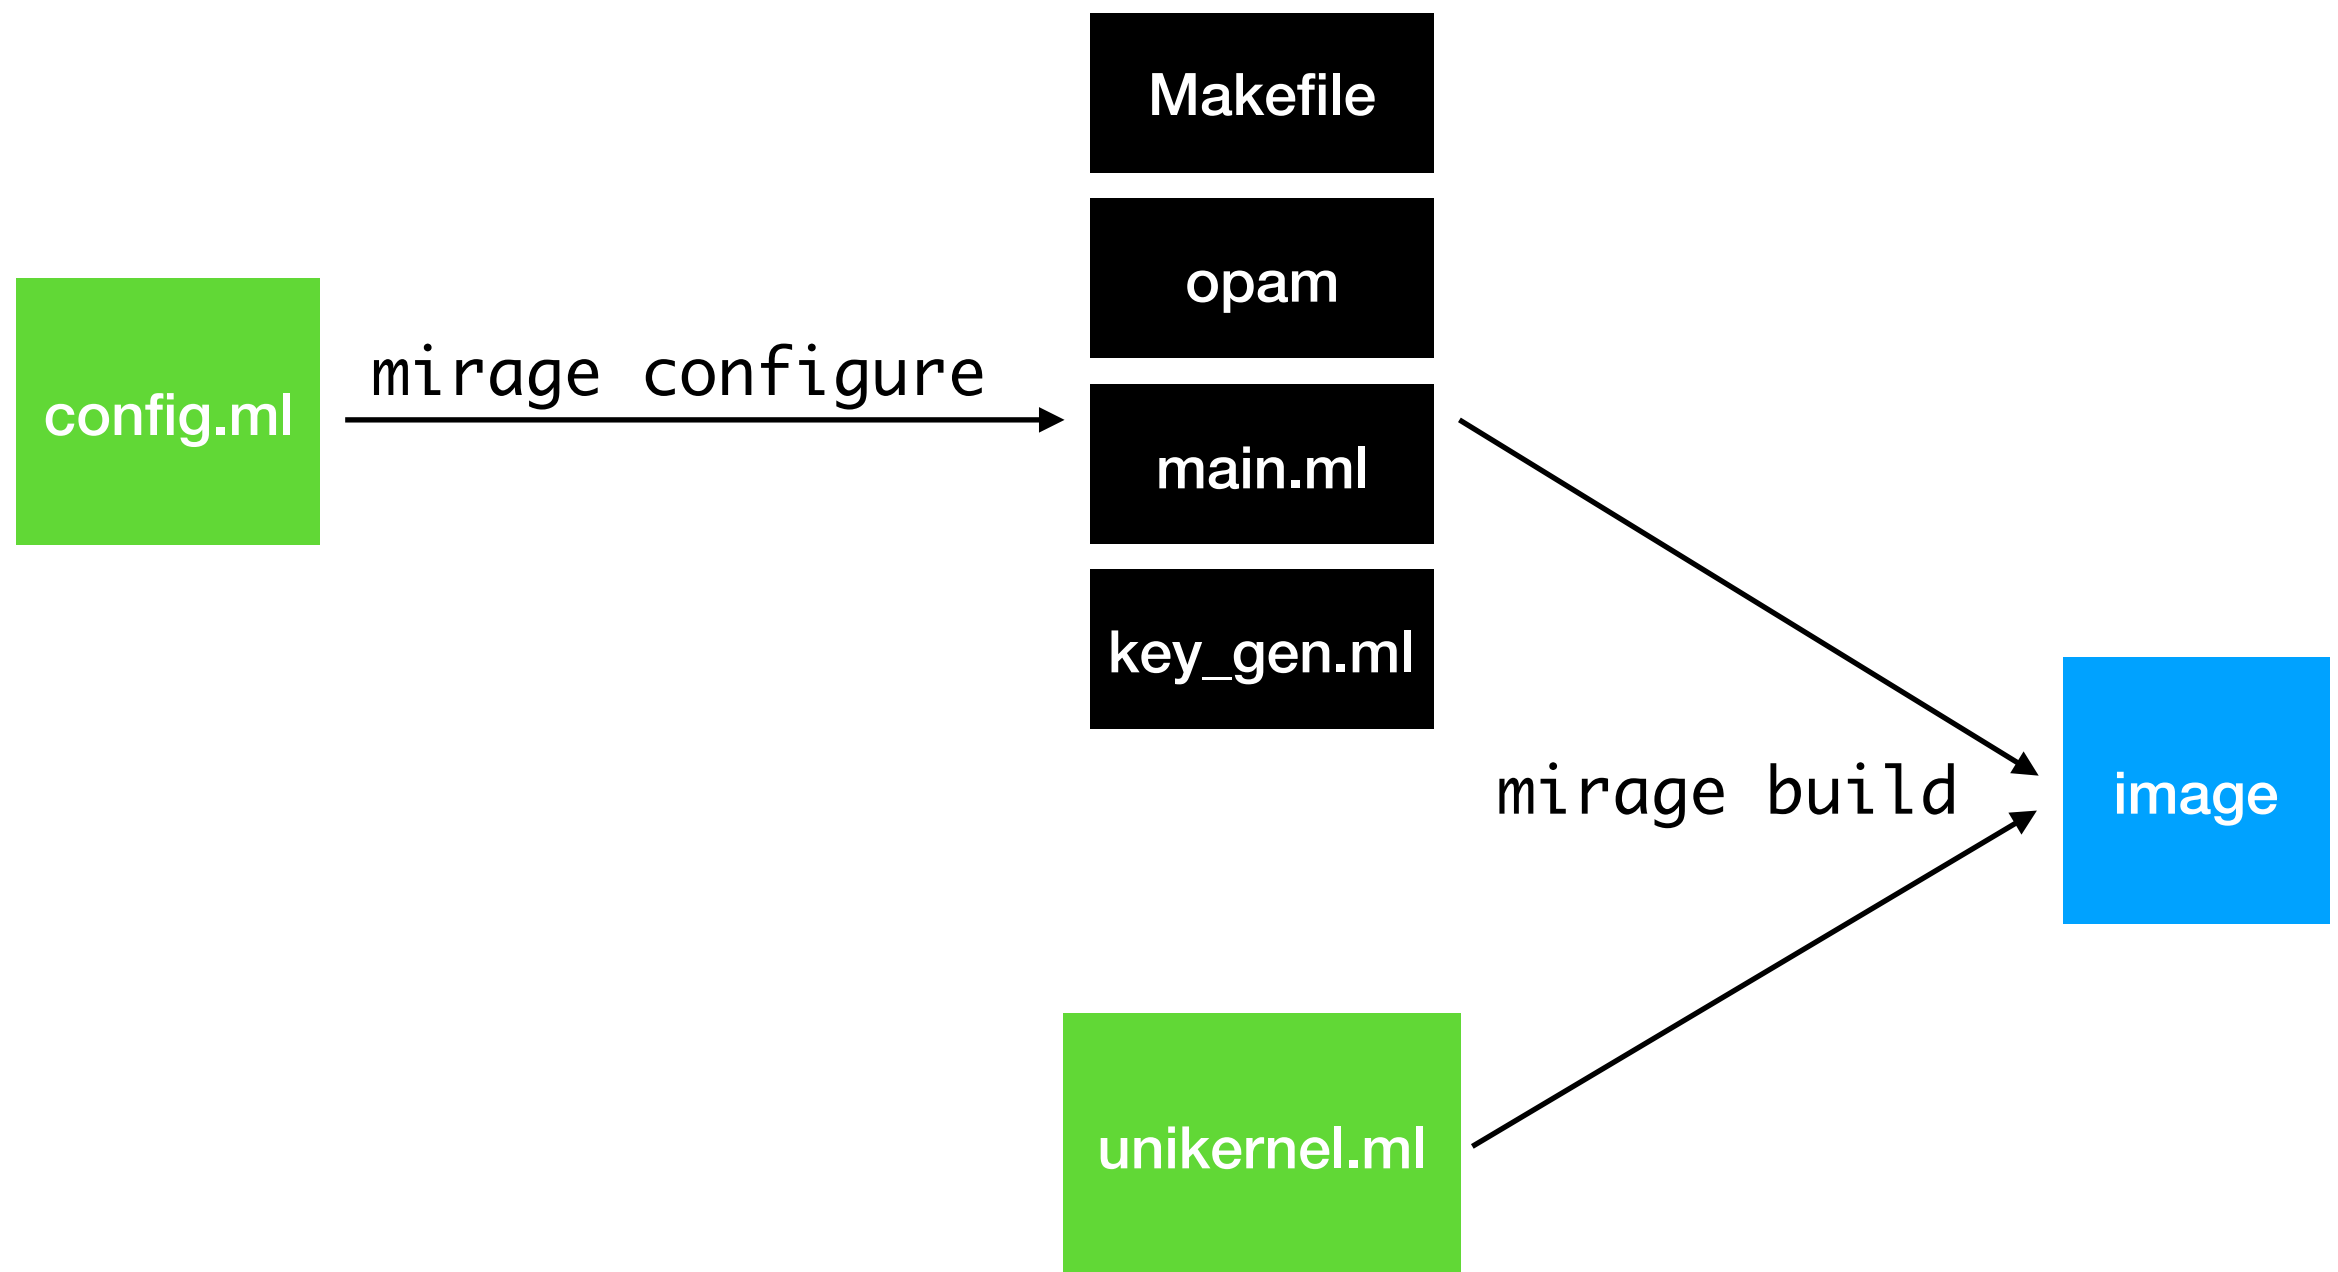 Makefile
opam
mirage configure
config.ml
main.ml
key_gen.ml
mirage build
image
unikernel.ml